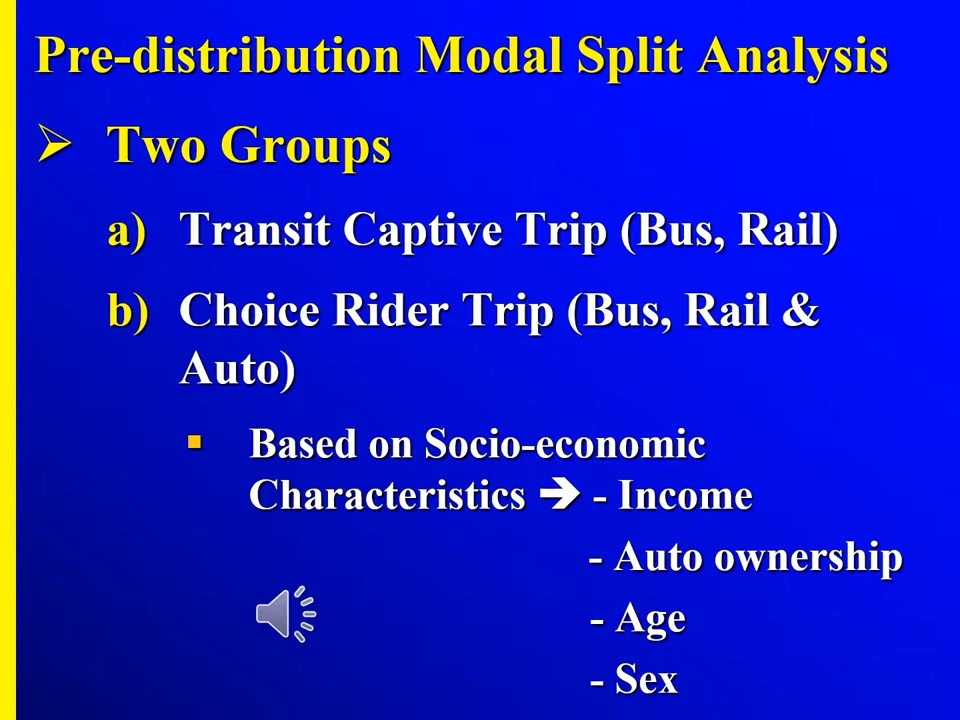 Pre-distribution Modal Split Analysis
➢ Two Groups
a) Transit Captive Trip (Bus, Rail)
b) Choice Rider Trip (Bus, Rail &
Auto)
▪ Based on Socio-economic
Characteristics ➔ - Income
- Auto ownership
- Age
- Sex